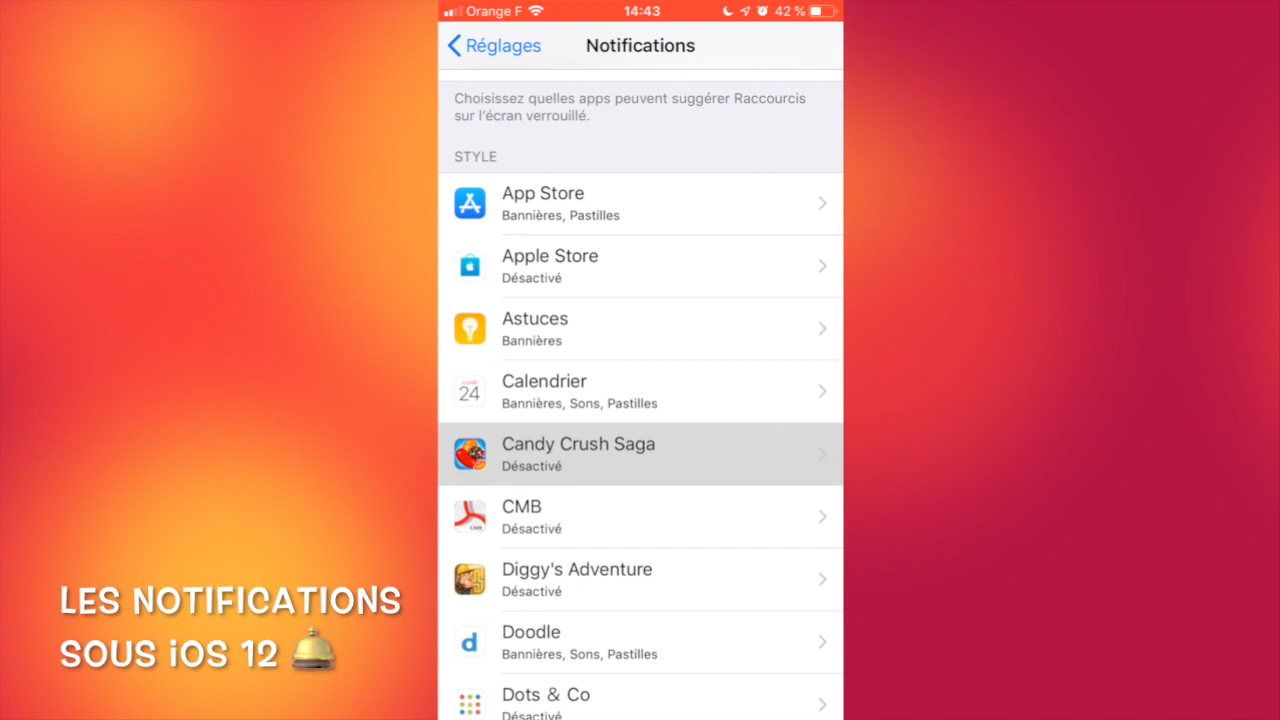 Orange F 14:43 42 %
Réglages Notifications
Choisissez quelles apps peuvent suggérer Raccourcis
sur l'écran verrouillé.
STYLE
App Store
Bannières, Pastilles
Apple Store
Désactivé
Astuces
Bannières
24
Calendrier
Bannières, Sons, Pastilles
Candy Crush Saga
Désactivé
CMB
CMB
Désactivé
Diggy's Adventure
Désactivé
d
Doodle
Bannières, Sons, Pastilles
Dots & Co
Désactivé
LES NOTIFICATIONS
SOUS iOS 12